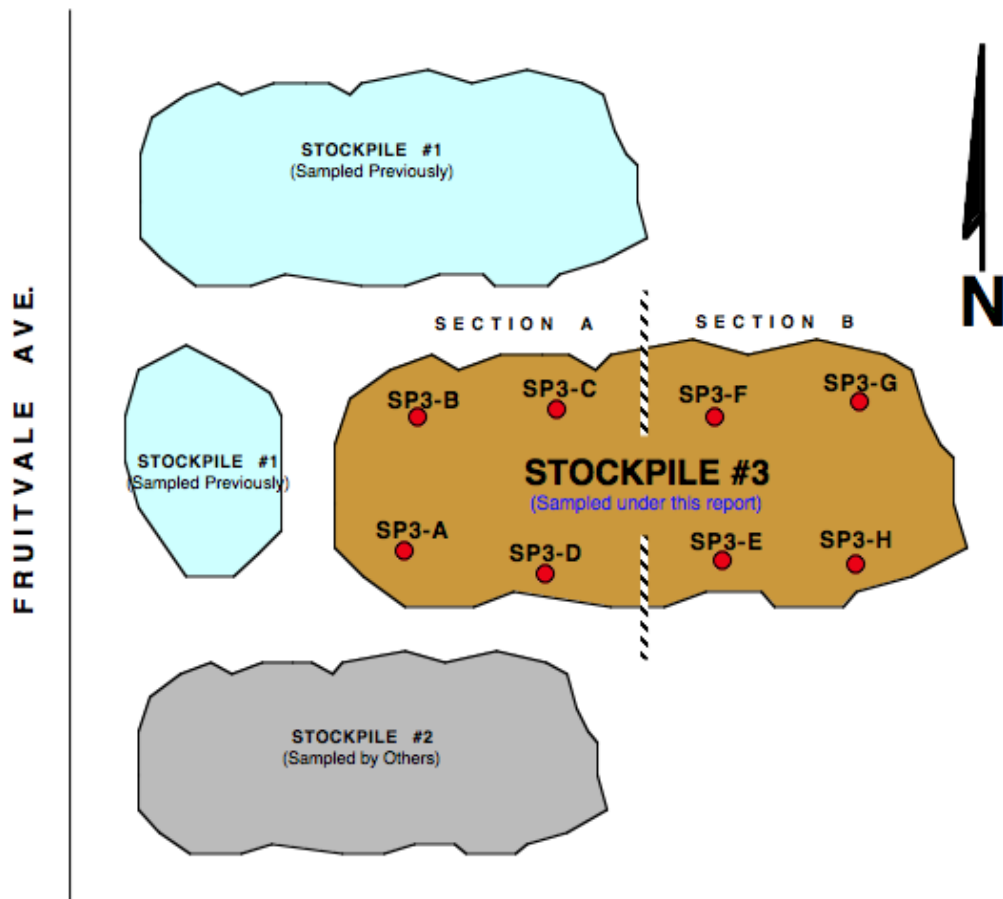 FRUITVALE AVE.
STOCKPILE #1
(Sampled Previously)
N
SECTION A
SECTION B
SP3-B
SP3-C
SP3-F
SP3-G
STOCKPILE #1
(Sampled Previously)
STOCKPILE #3
(Sampled under this report)
SP3-A
SP3-D
SP3-E
SP3-H
STOCKPILE #2
(Sampled by Others)